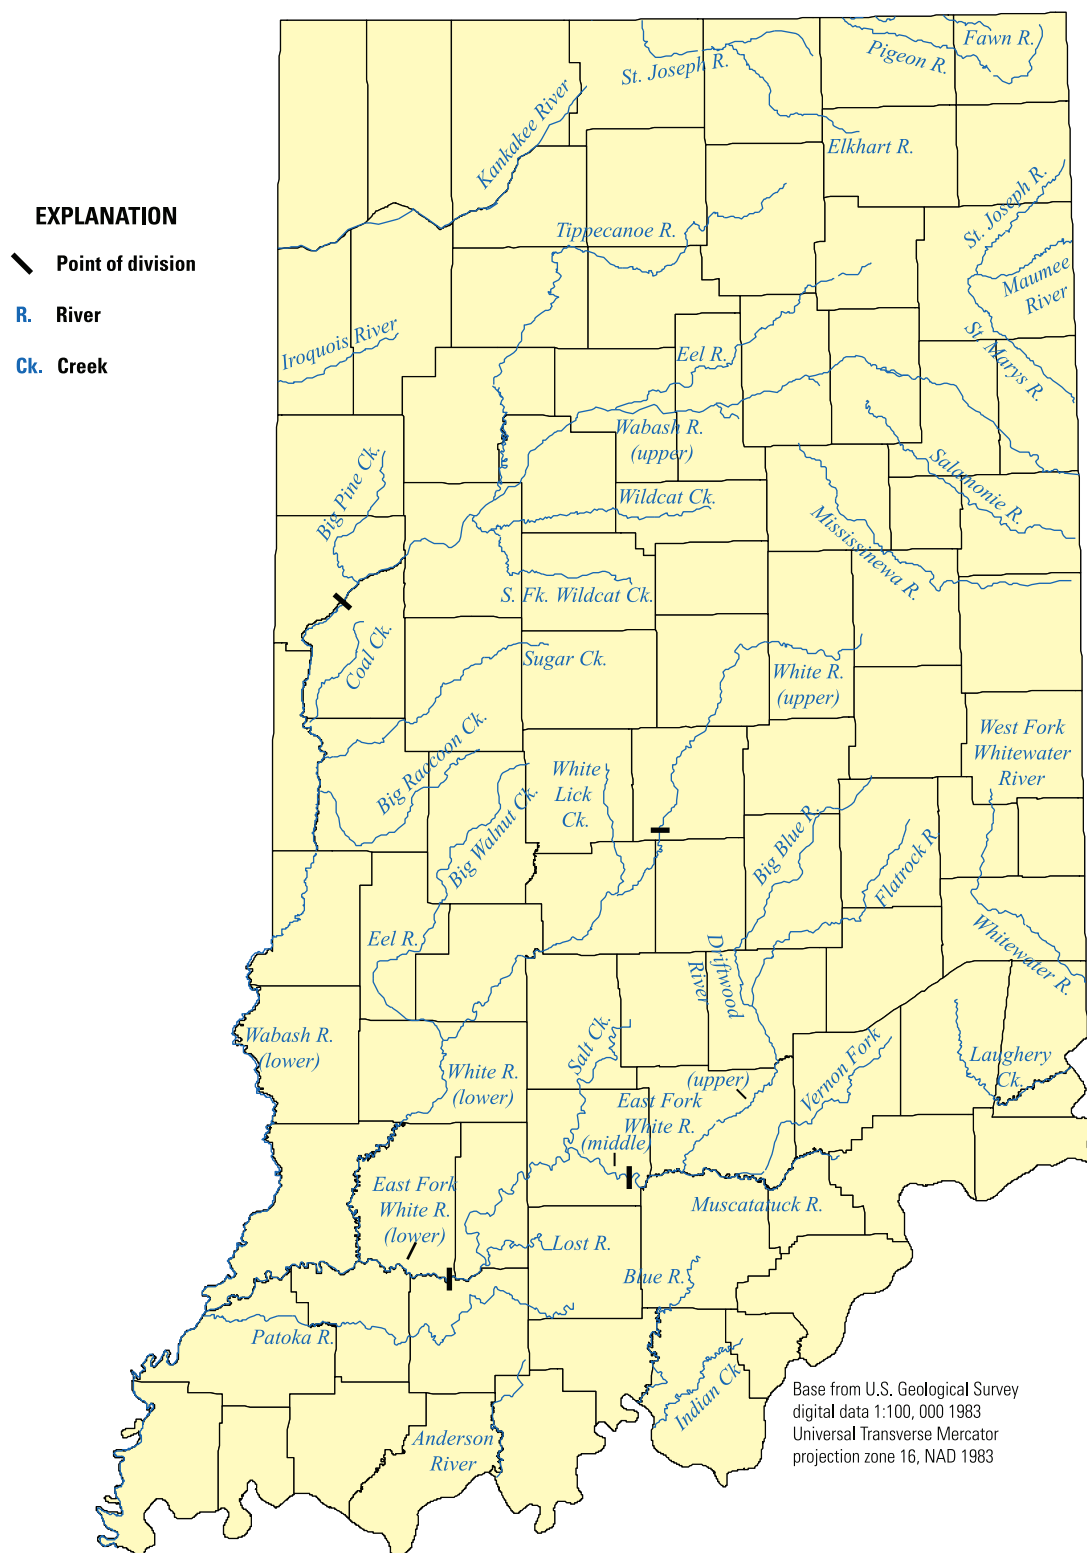 Fawn R.
Pigeon R.
St. Joseph R.
Kankakee River
Elkhart R.
St. Joseph R.
EXPLANATION
Point of division
R. River
Ck. Creek
Tippecanoe R.
Maumee
River
Iroquois River
Eel R.
St. Marys R.
Wabash R.
(upper)
Big Pine Ck.
Salamonie R.
Wildcat Ck.
Mississinewa R.
S. Fk. Wildcat Ck.
Coal Ck.
Sugar Ck.
White R.
(upper)
Big Raccoon Ck.
West Fork
Whitewater
River
White
Lick
Ck.
Big Walnut Ck.
Big Blue R.
Flatrock R.
Eel R.
Driftwood
River
Whitewater R.
Wabash R.
(lower)
Salt Ck.
White R.
(lower)
(upper)
East Fork
White R.
(middle)
Vernon Fork
Laughery
Ck.
East Fork
White R.
(lower)
Muscatatuck R.
Lost R.
Blue R.
Patoka R.
Indian Ck.
Anderson
River
Base from U.S. Geological Survey
digital data 1:100, 000 1983
Universal Transverse Mercator
projection zone 16, NAD 1983